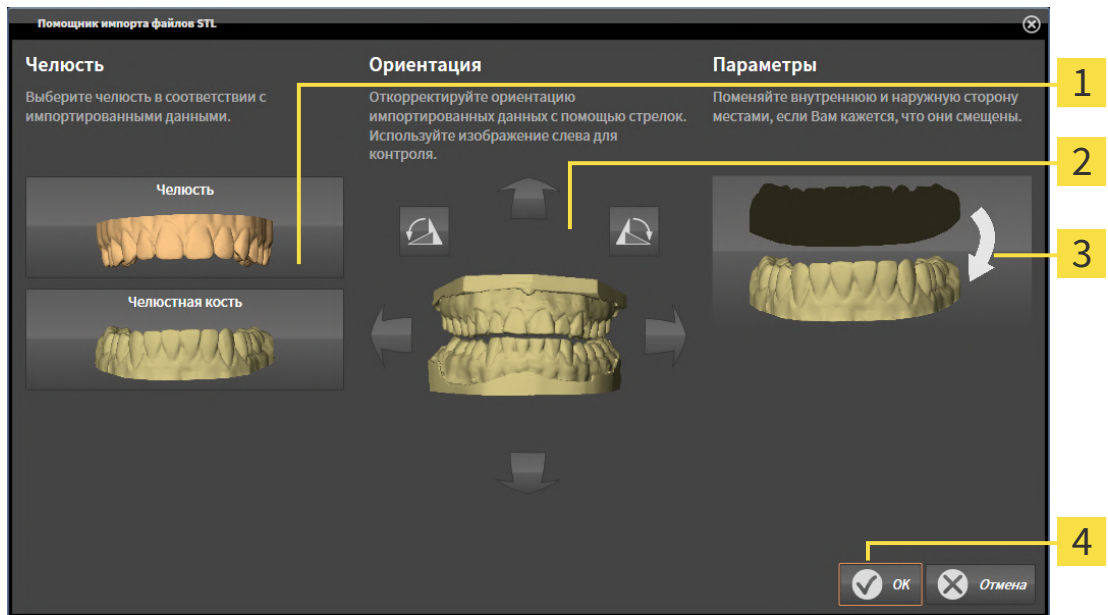 Помощник импорта файлов STL
Челюсть
Выберите челюсть в соответствии с
импортированными данными.
Челюсть
Челюстная кость
Ориентация
Откорректируйте ориентацию
импортированных данных с помощью стрелок.
Используйте изображение слева для
контроля.
Параметры
Поменяйте внутреннюю и наружную сторону
местами, если Вам кажется, что они смещены.
OK
Отмена
1
2
3
4